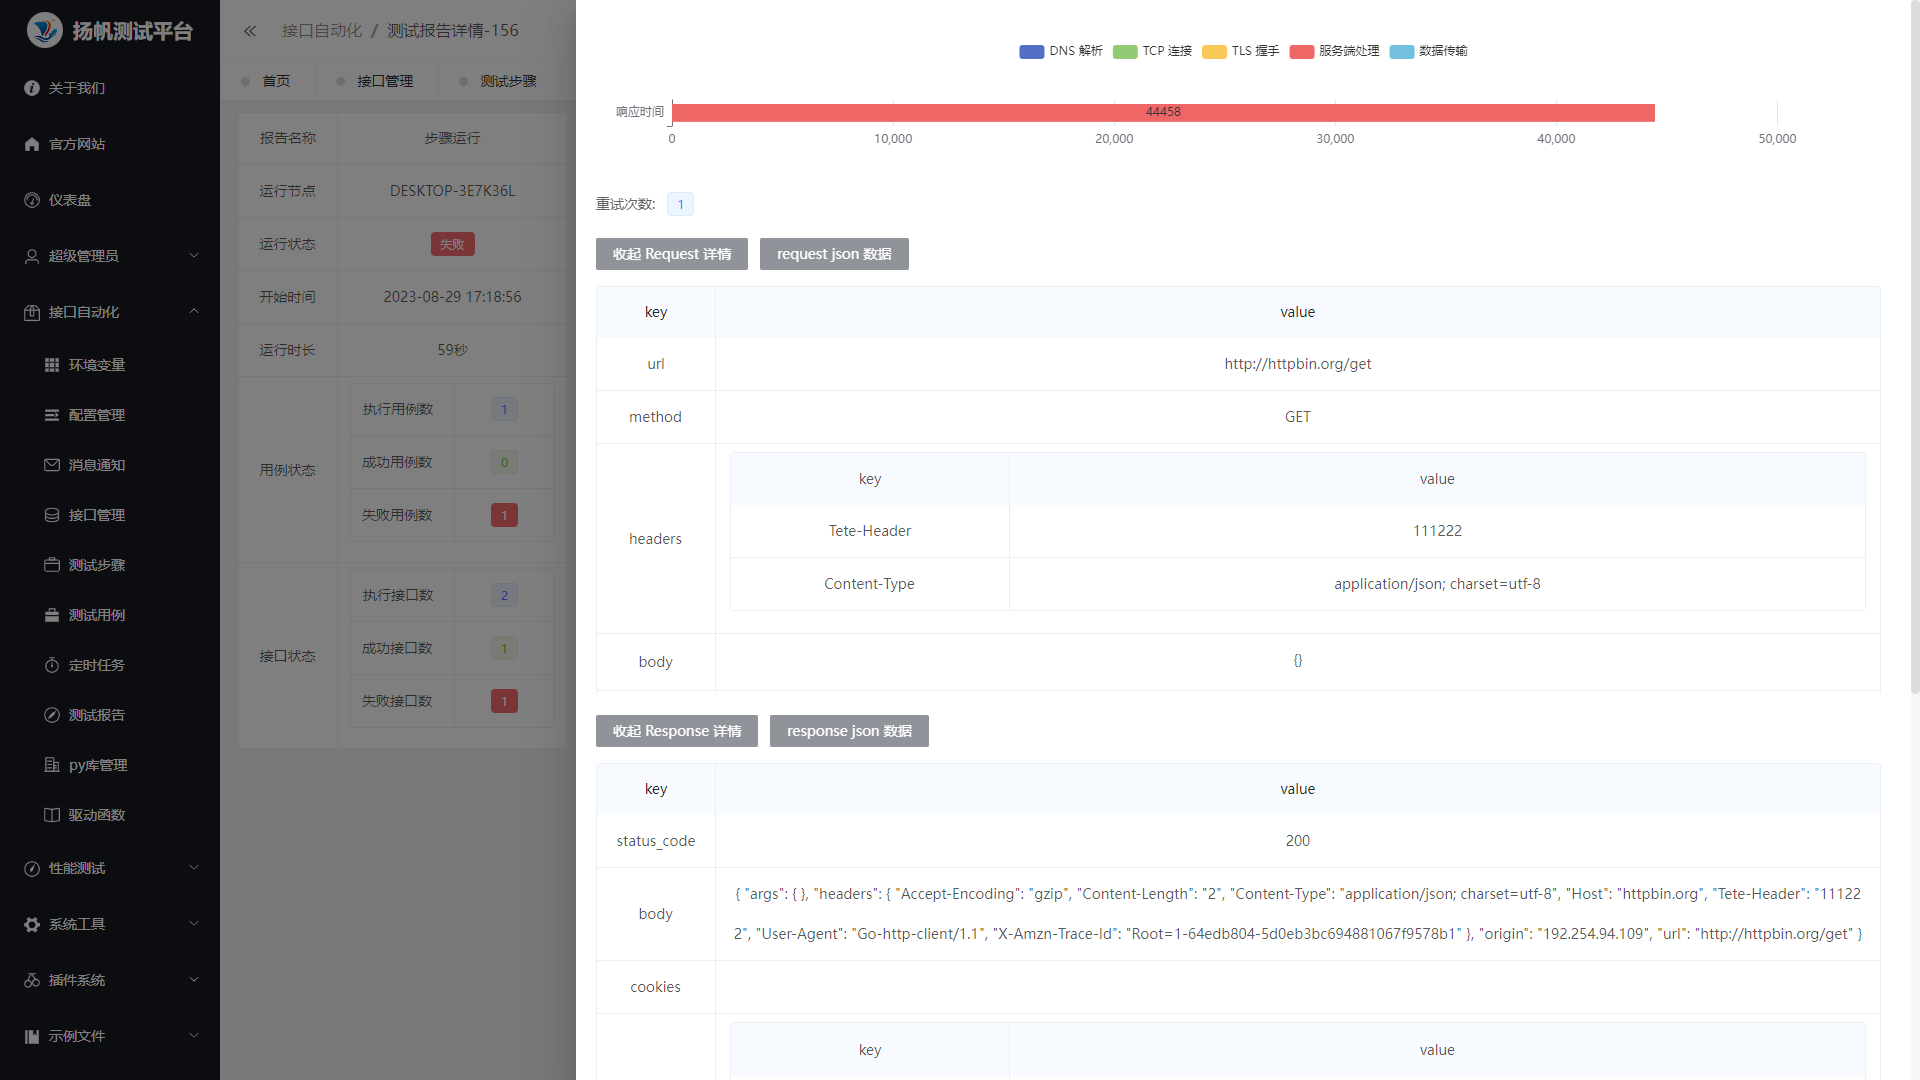 扬帆测试平台
关于我们
官方网站
仪表盘
超级管理员
接口自动化
环境变量
配置管理
消息通知
接口管理
测试步骤
测试用例
定时任务
测试报告
py库管理
驱动函数
性能测试
系统工具
插件系统
示例文件
接口自动化 / 测试报告详情-156
首页 接口管理 测试步骤
报告名称 步骤运行
运行节点 DESKTOP-3E7K36L
运行状态 失败
开始时间 2023-08-29 17:18:56
运行时长 59秒
用例状态
执行用例数 1
成功用例数 0
失败用例数 1
接口状态
执行接口数 2
成功接口数 1
失败接口数 1
DNS 解析 TCP 连接 TLS 握手 服务端处理 数据传输
响应时间 44458
0 10,000 20,000 30,000 40,000 50,000
重试次数: 1
收起 Request 详情 request json 数据
key value
url http://httpbin.org/get
method GET
headers
key value
Tete-Header 111222
Content-Type application/json; charset=utf-8
body {}
收起 Response 详情 response json 数据
key value
status_code 200
body
{ "args": { }, "headers": { "Accept-Encoding": "gzip", "Content-Length": "2", "Content-Type": "application/json; charset=utf-8", "Host": "httpbin.org", "Tete-Header": "11122
2", "User-Agent": "Go-http-client/1.1", "X-Amzn-Trace-Id": "Root=1-64edb804-5d0eb3bc694881067f9578b1" }, "origin": "192.254.94.109", "url": "http://httpbin.org/get" }
cookies
key value